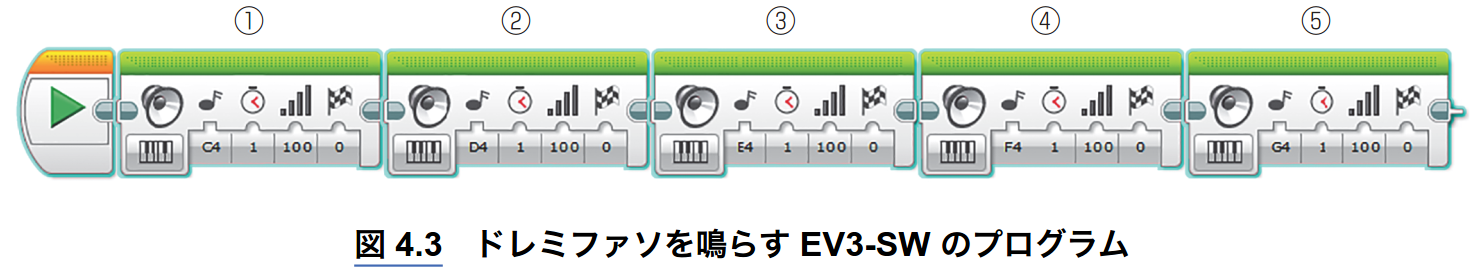 ① ② ③ ④ ⑤
C4 1 100 0 D4 1 100 0 E4 1 100 0 F4 1 100 0 G4 1 100 0
図 4.3 ドレミファソを鳴らす EV3-SW のプログラム